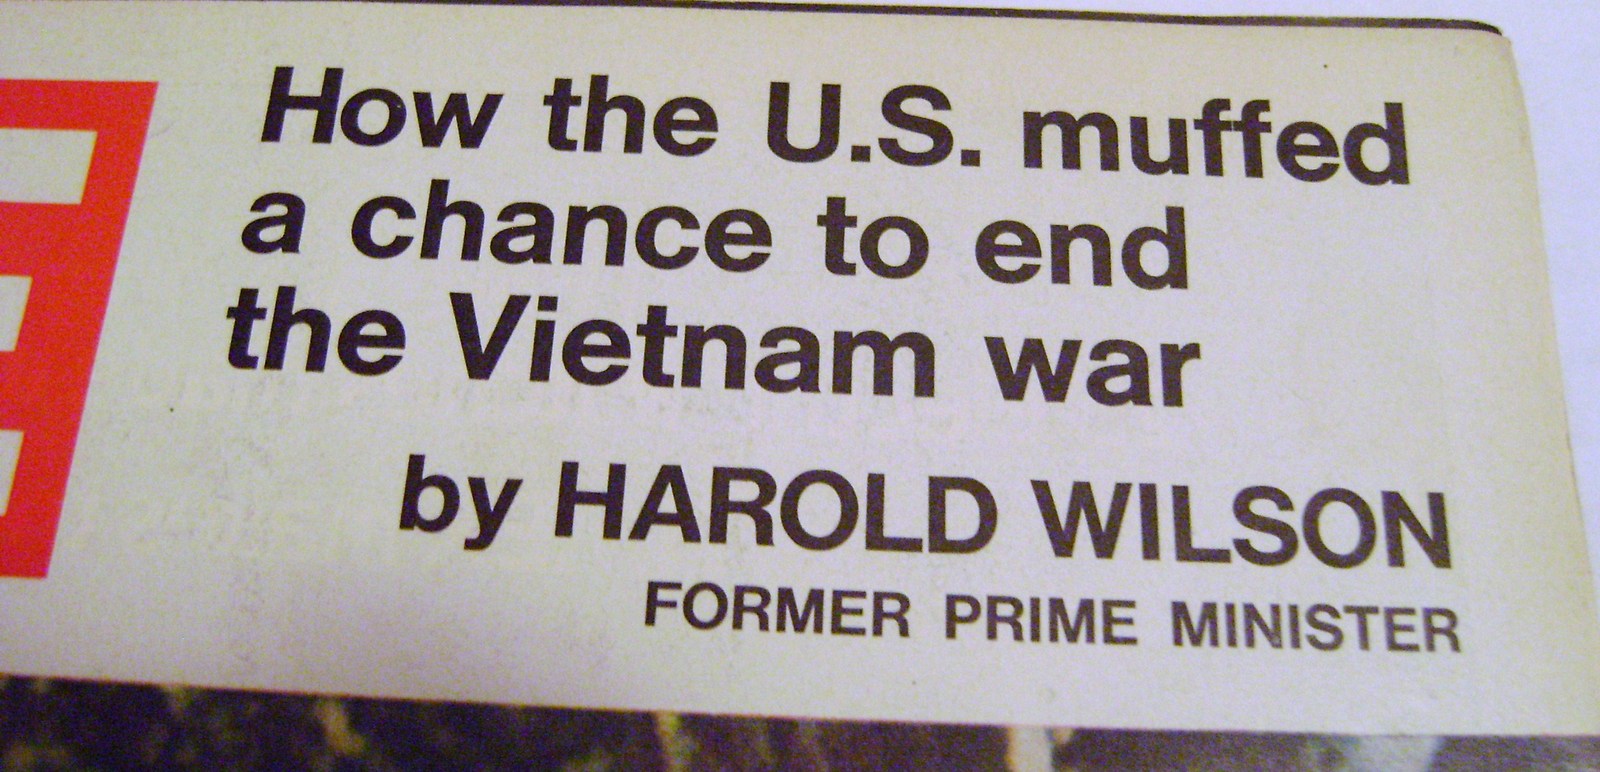 How the U.S. muffed
a chance to end
the Vietnam war
by HAROLD WILSON
FORMER PRIME MINISTER